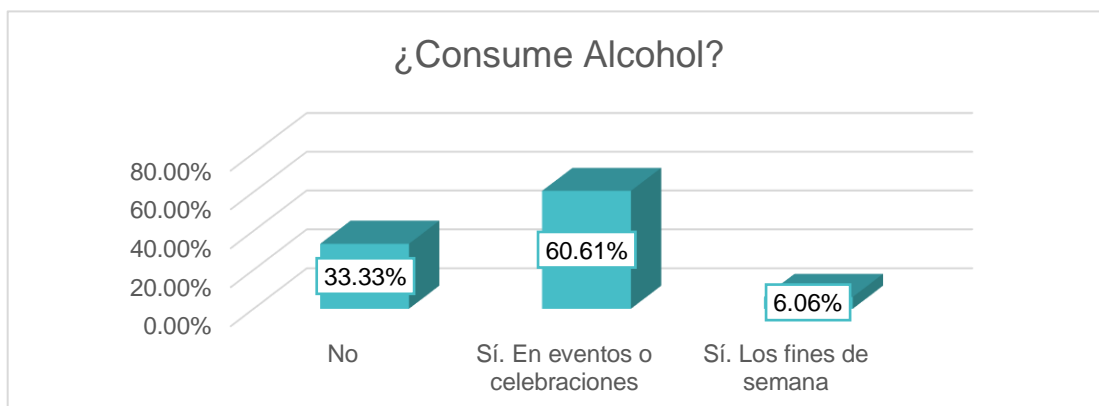 ¿Consume Alcohol?
80.00%
60.00%
40.00%
20.00%
0.00%
33.33%
60.61%
6.06%
No
Sí. En eventos o
celebraciones
Sí. Los fines de
semana